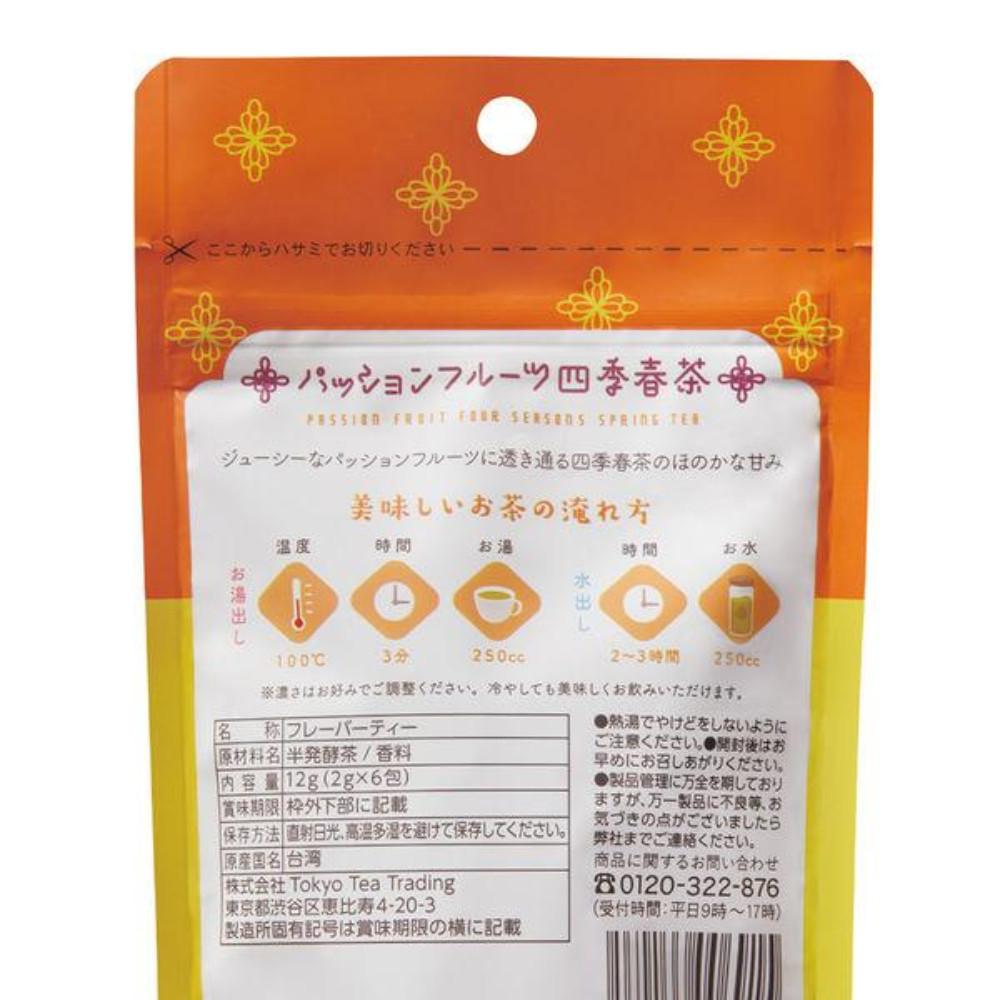 ここからハサミでお切りください
パッションフルーツ四季春茶
PASSION FRUIT FOUR SEASONS SPRING TEA
ジューシーなパッションフルーツに透き通る四季春茶のほのかな甘み
美味しいお茶の淹れ方
お湯出し
温度 時間 お湯
100℃ 3分 250cc
水出し
時間 お水
2〜3時間 250cc
※濃さはお好みでご調整ください。冷やしても美味しくお飲みいただけます。
名称 フレーバーティー
原材料名 半発酵茶 / 香料
内容量 12g(2g×6包)
賞味期限 枠外下部に記載
保存方法 直射日光、高温多湿を避けて保存してください。
原産国名 台湾
株式会社 Tokyo Tea Trading
東京都渋谷区恵比寿4-20-3
製造所固有記号は賞味期限の横に記載
●熱湯でやけどをしないように
ご注意ください。●開封後はお
早めにお召しあがりください。
●製品管理に万全を期しており
ますが、万一製品に不良等、お
気づきの点がございましたら
弊社までご連絡ください。
商品に関するお問い合わせ
☎0120-322-876
(受付時間:平日9時〜17時)